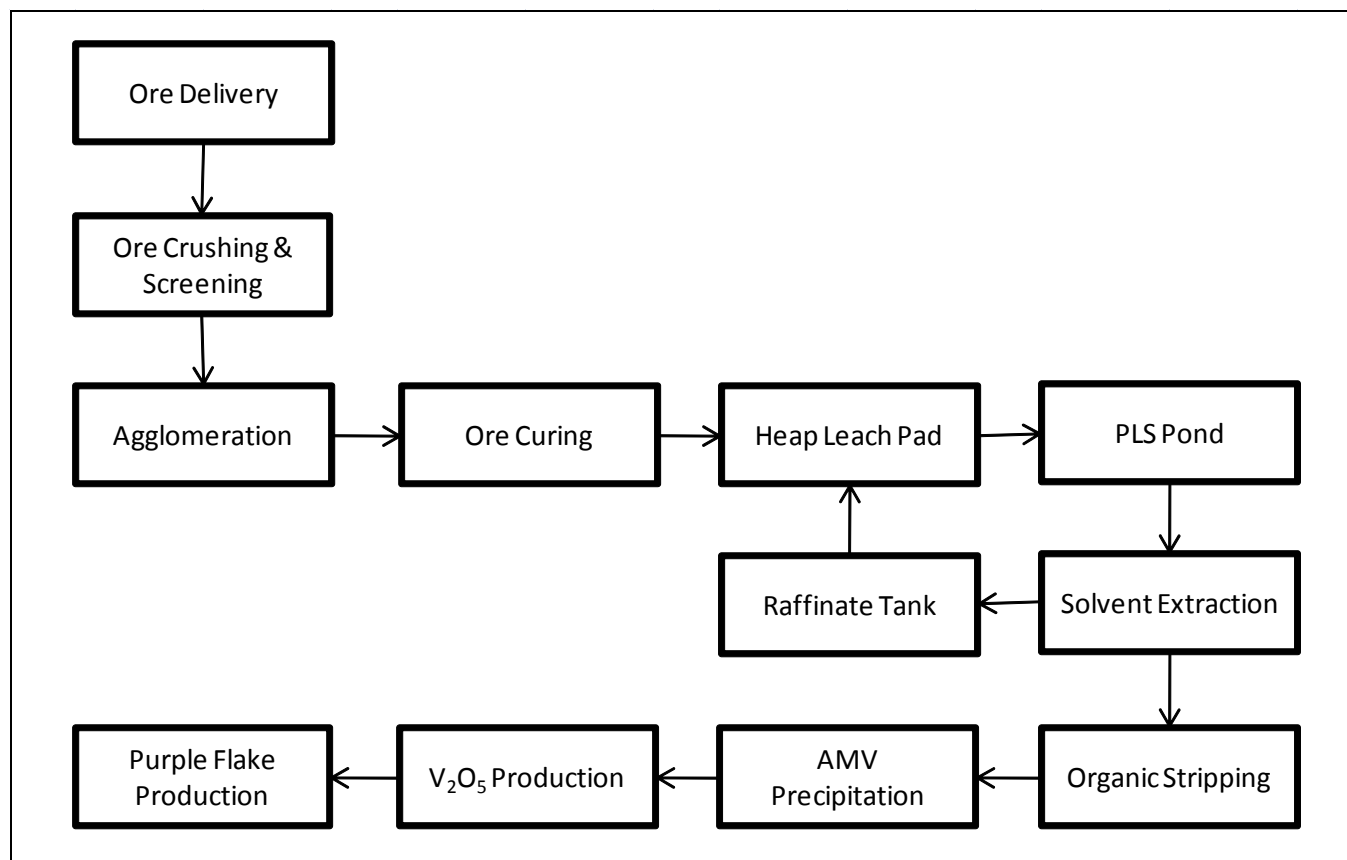 Ore Delivery
Ore Crushing &
Screening
Agglomeration
Ore Curing
Heap Leach Pad
PLS Pond
Raffinate Tank
Solvent Extraction
Purple Flake
Production
V₂O₅ Production
AMV
Precipitation
Organic Stripping